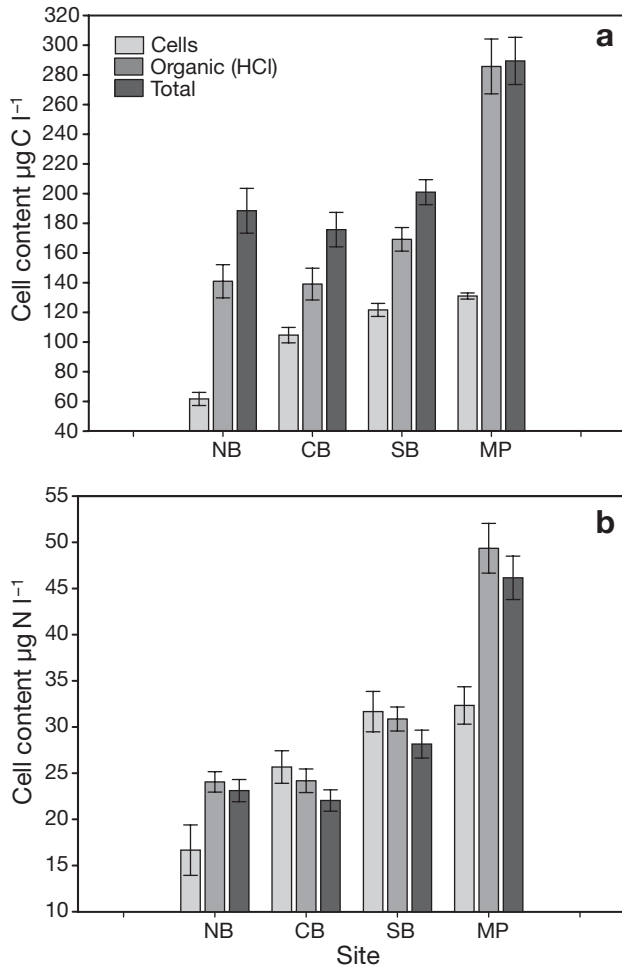 a
Cells
Organic (HCl)
Total
Cell content µg C l⁻¹
320
300
280
260
240
220
200
180
160
140
120
100
80
60
40
NB CB SB MP
b
Cell content µg N l⁻¹
55
50
45
40
35
30
25
20
15
10
NB CB SB MP
Site